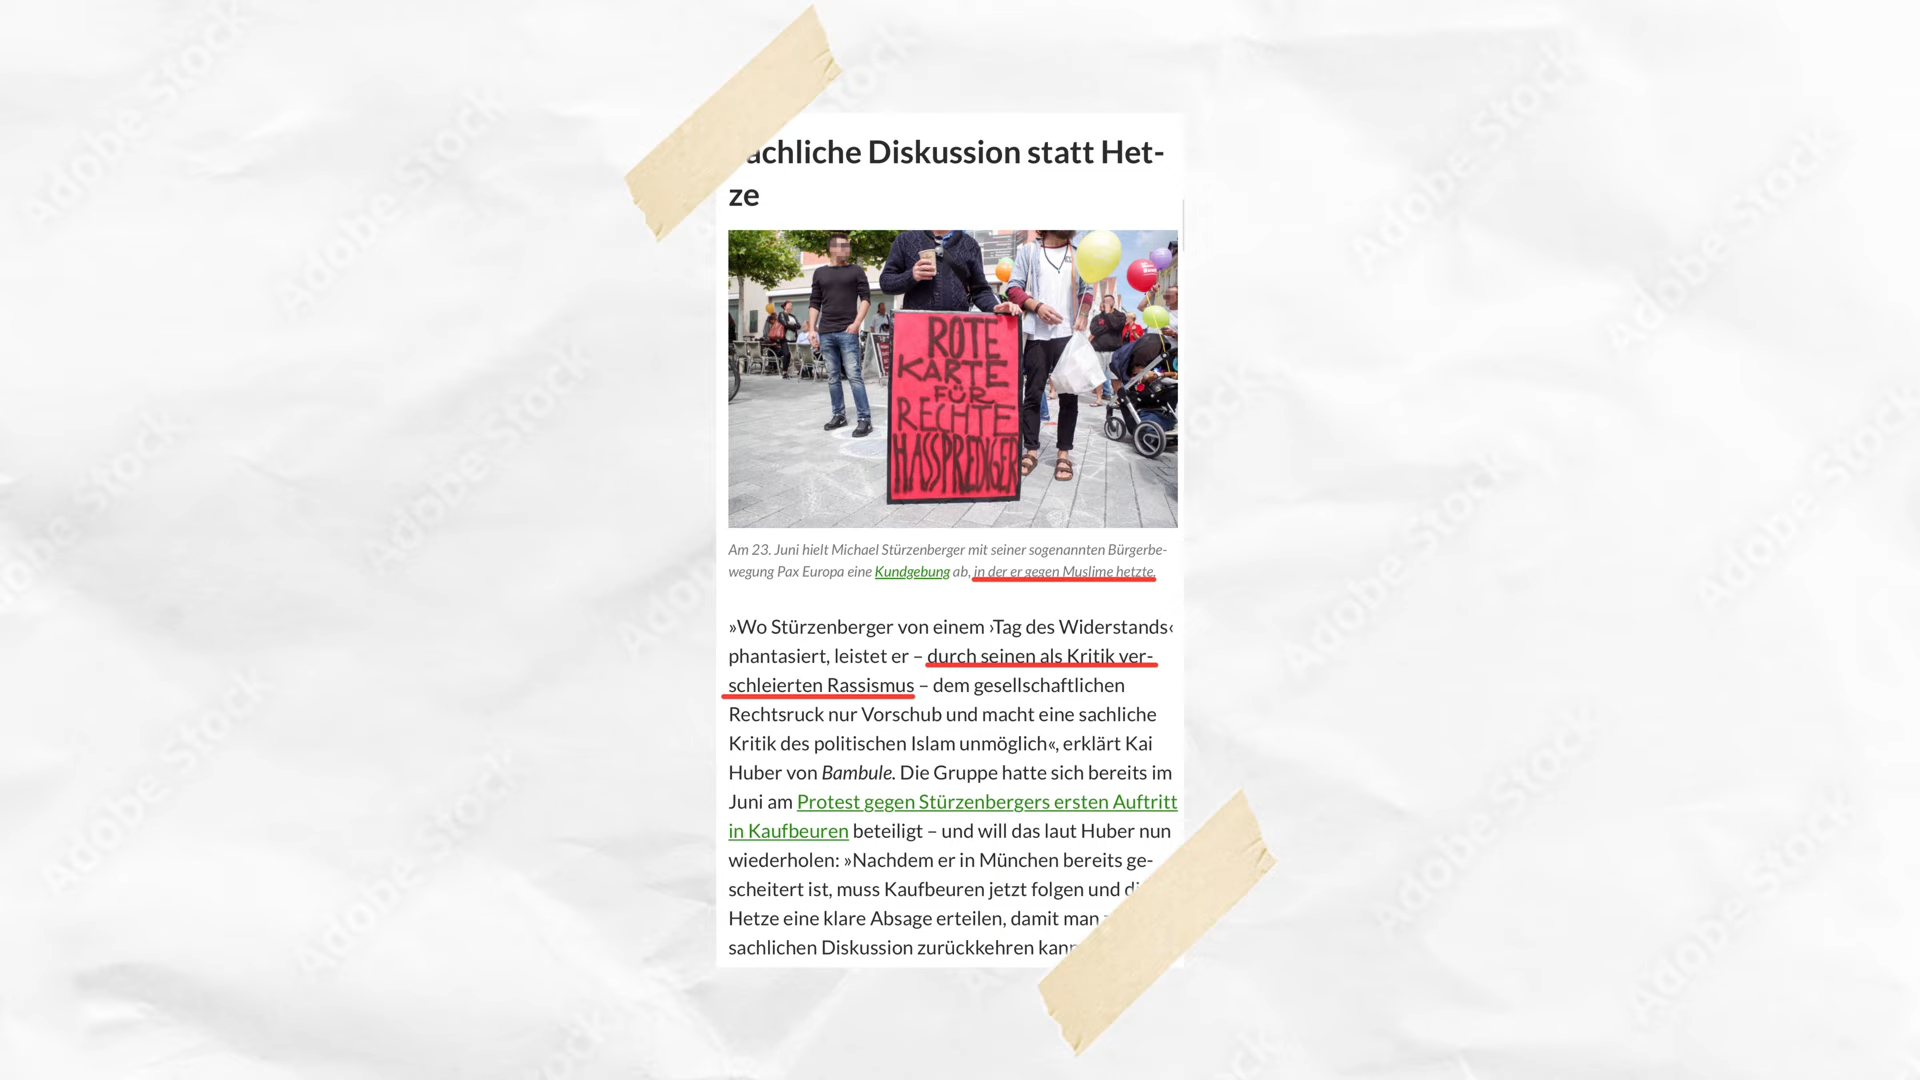 achliche Diskussion statt Het-
ze
ROTE
KARTE
FÜR
RECHTE
HASSPREDIGER
Am 23. Juni hielt Michael Stürzenberger mit seiner sogenannten Bürgerbe-
wegung Pax Europa eine Kundgebung ab, in der er gegen Muslime hetzte.
»Wo Stürzenberger von einem ›Tag des Widerstands‹
phantasiert, leistet er – durch seinen als Kritik ver-
schleierten Rassismus – dem gesellschaftlichen
Rechtsruck nur Vorschub und macht eine sachliche
Kritik des politischen Islam unmöglich«, erklärt Kai
Huber von Bambule. Die Gruppe hatte sich bereits im
Juni am Protest gegen Stürzenbergers ersten Auftritt
in Kaufbeuren beteiligt – und will das laut Huber nun
wiederholen: »Nachdem er in München bereits ge-
scheitert ist, muss Kaufbeuren jetzt folgen und
Hetze eine klare Absage erteilen, damit man
sachlichen Diskussion zurückkehren
Adobe Stock